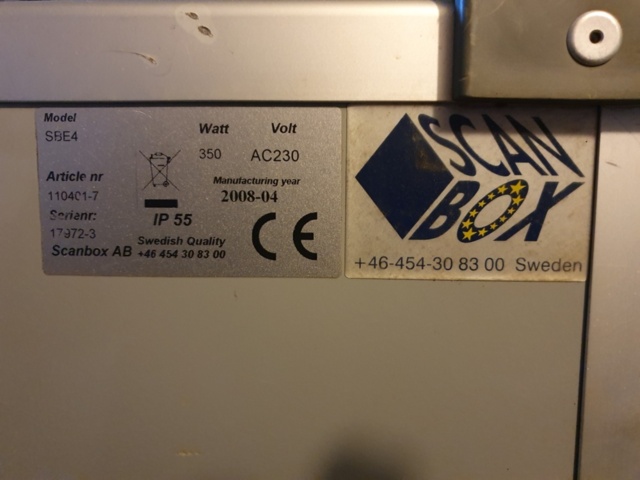 Model
SBE4
Watt
Volt
350
AC230
Article nr
110401-7
Manufacturing year
2008-04
Serienr:
17972-3
IP 55
Scanbox AB
Swedish Quality
+46 454 30 83 00
CE
SCAN
BOX
+46-454-30 83 00 Sweden